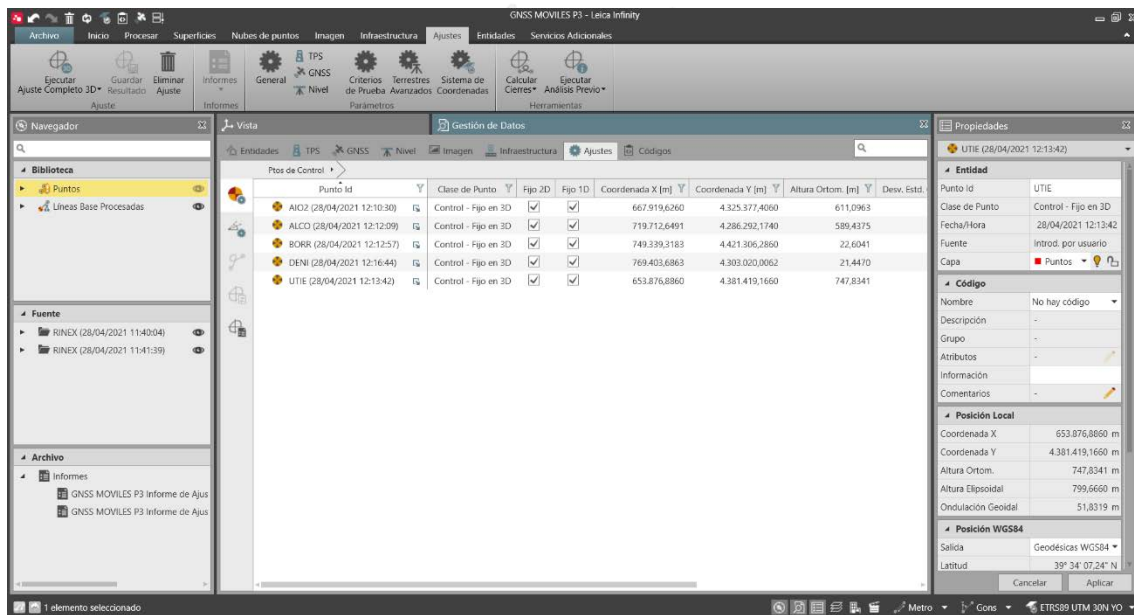 GNSS MOVILES P3 - Leica Infinity
Archivo Inicio Procesar Superficies Nubes de puntos Imagen Infraestructura Ajustes Entidades Servicios Adicionales
Ejecutar Ajuste Completo 3D Guardar Resultado Eliminar Ajuste Informes General TPS GNSS Nivel Criterios de Prueba Terrestres Avanzados Sistema de Coordenadas Calcular Cierres Ejecutar Análisis Previo
Ajuste Informes Parámetros Herramientas
Navegador
Biblioteca
Puntos
Líneas Base Procesadas
Fuente
RINEX (28/04/2021 11:40:04)
RINEX (28/04/2021 11:41:39)
Archivo
Informes
GNSS MOVILES P3 Informe de Ajus
GNSS MOVILES P3 Informe de Ajus
Vista Gestión de Datos
Entidades TPS GNSS Nivel Imagen Infraestructura Ajustes Códigos
Ptos de Control
Punto Id Clase de Punto Fijo 2D Fijo 1D Coordenada X [m] Coordenada Y [m] Altura Ortom. [m] Desv. Estd.
AIO2 (28/04/2021 12:10:30) Control - Fijo en 3D 667.919,6260 4.325.377,4060 611,0963
ALCO (28/04/2021 12:12:09) Control - Fijo en 3D 719.712,6491 4.286.292,1740 589,4375
BORR (28/04/2021 12:12:57) Control - Fijo en 3D 749.339,3183 4.421.306,2860 22,6041
DENI (28/04/2021 12:16:44) Control - Fijo en 3D 769.403,6863 4.303.020,0062 21,4470
UTIE (28/04/2021 12:13:42) Control - Fijo en 3D 653.876,8860 4.381.419,1660 747,8341
Propiedades
UTIE (28/04/2021 12:13:42)
Entidad
Punto Id UTIE
Clase de Punto Control - Fijo en 3D
Fecha/Hora 28/04/2021 12:13:42
Fuente Introd. por usuario
Capa Puntos
Código
Nombre No hay código
Descripción -
Grupo -
Atributos -
Información
Comentarios -
Posición Local
Coordenada X 653.876,8860 m
Coordenada Y 4.381.419,1660 m
Altura Ortom. 747,8341 m
Altura Elipsoidal 799,6660 m
Ondulación Geoidal 51,8319 m
Posición WGS84
Salida Geodésicas WGS84
Latitud 39° 34' 07,24" N
Cancelar Aplicar
1 elemento seleccionado Metro Gons ETRS89 UTM 30N YO